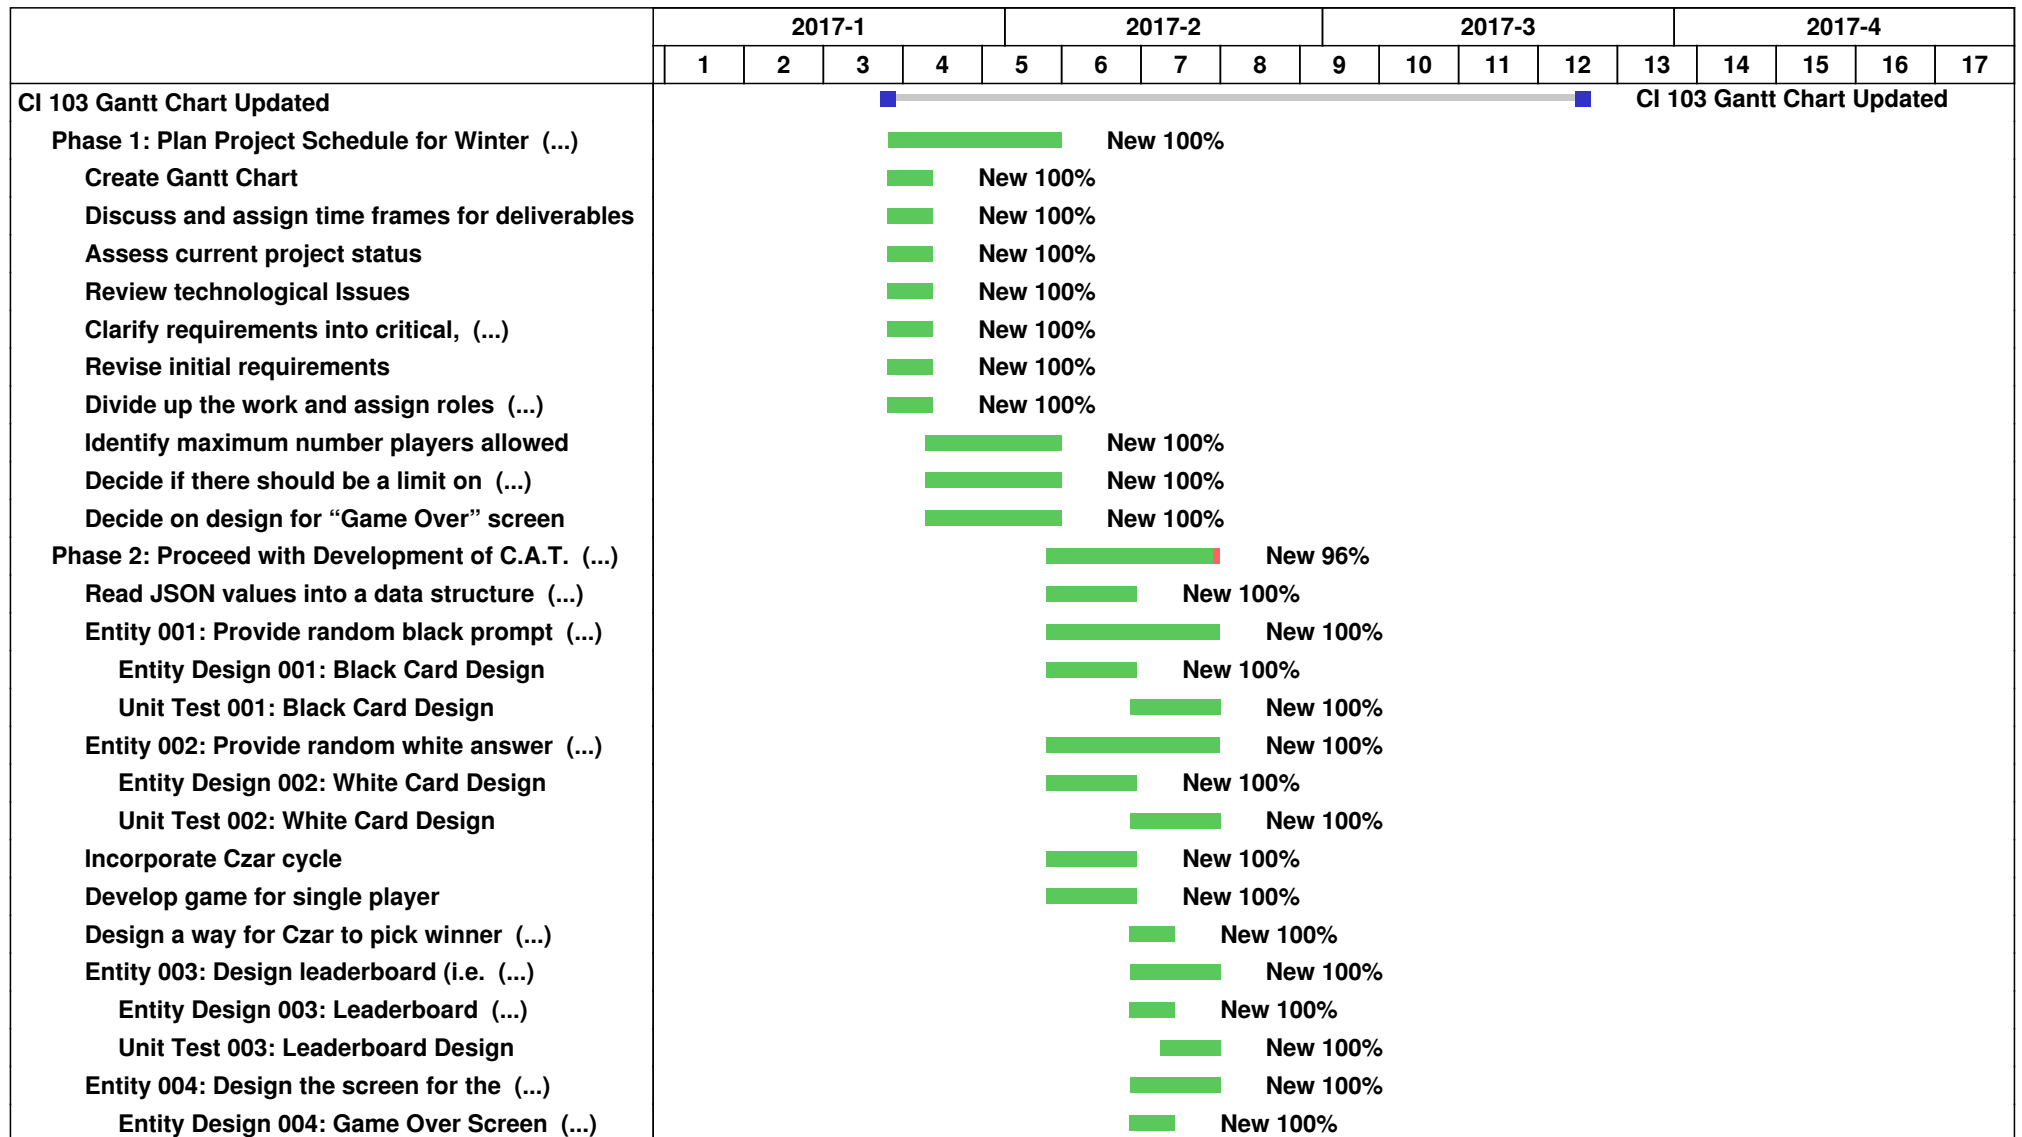 2017-1 2017-2 2017-3 2017-4
1 2 3 4 5 6 7 8 9 10 11 12 13 14 15 16 17
CI 103 Gantt Chart Updated CI 103 Gantt Chart Updated
Phase 1: Plan Project Schedule for Winter (...) New 100%
Create Gantt Chart New 100%
Discuss and assign time frames for deliverables New 100%
Assess current project status New 100%
Review technological Issues New 100%
Clarify requirements into critical, (...) New 100%
Revise initial requirements New 100%
Divide up the work and assign roles (...) New 100%
Identify maximum number players allowed New 100%
Decide if there should be a limit on (...) New 100%
Decide on design for “Game Over” screen New 100%
Phase 2: Proceed with Development of C.A.T. (...) New 96%
Read JSON values into a data structure (...) New 100%
Entity 001: Provide random black prompt (...) New 100%
Entity Design 001: Black Card Design New 100%
Unit Test 001: Black Card Design New 100%
Entity 002: Provide random white answer (...) New 100%
Entity Design 002: White Card Design New 100%
Unit Test 002: White Card Design New 100%
Incorporate Czar cycle New 100%
Develop game for single player New 100%
Design a way for Czar to pick winner (...) New 100%
Entity 003: Design leaderboard (i.e. (...) New 100%
Entity Design 003: Leaderboard (...) New 100%
Unit Test 003: Leaderboard Design New 100%
Entity 004: Design the screen for the (...) New 100%
Entity Design 004: Game Over Screen (...) New 100%